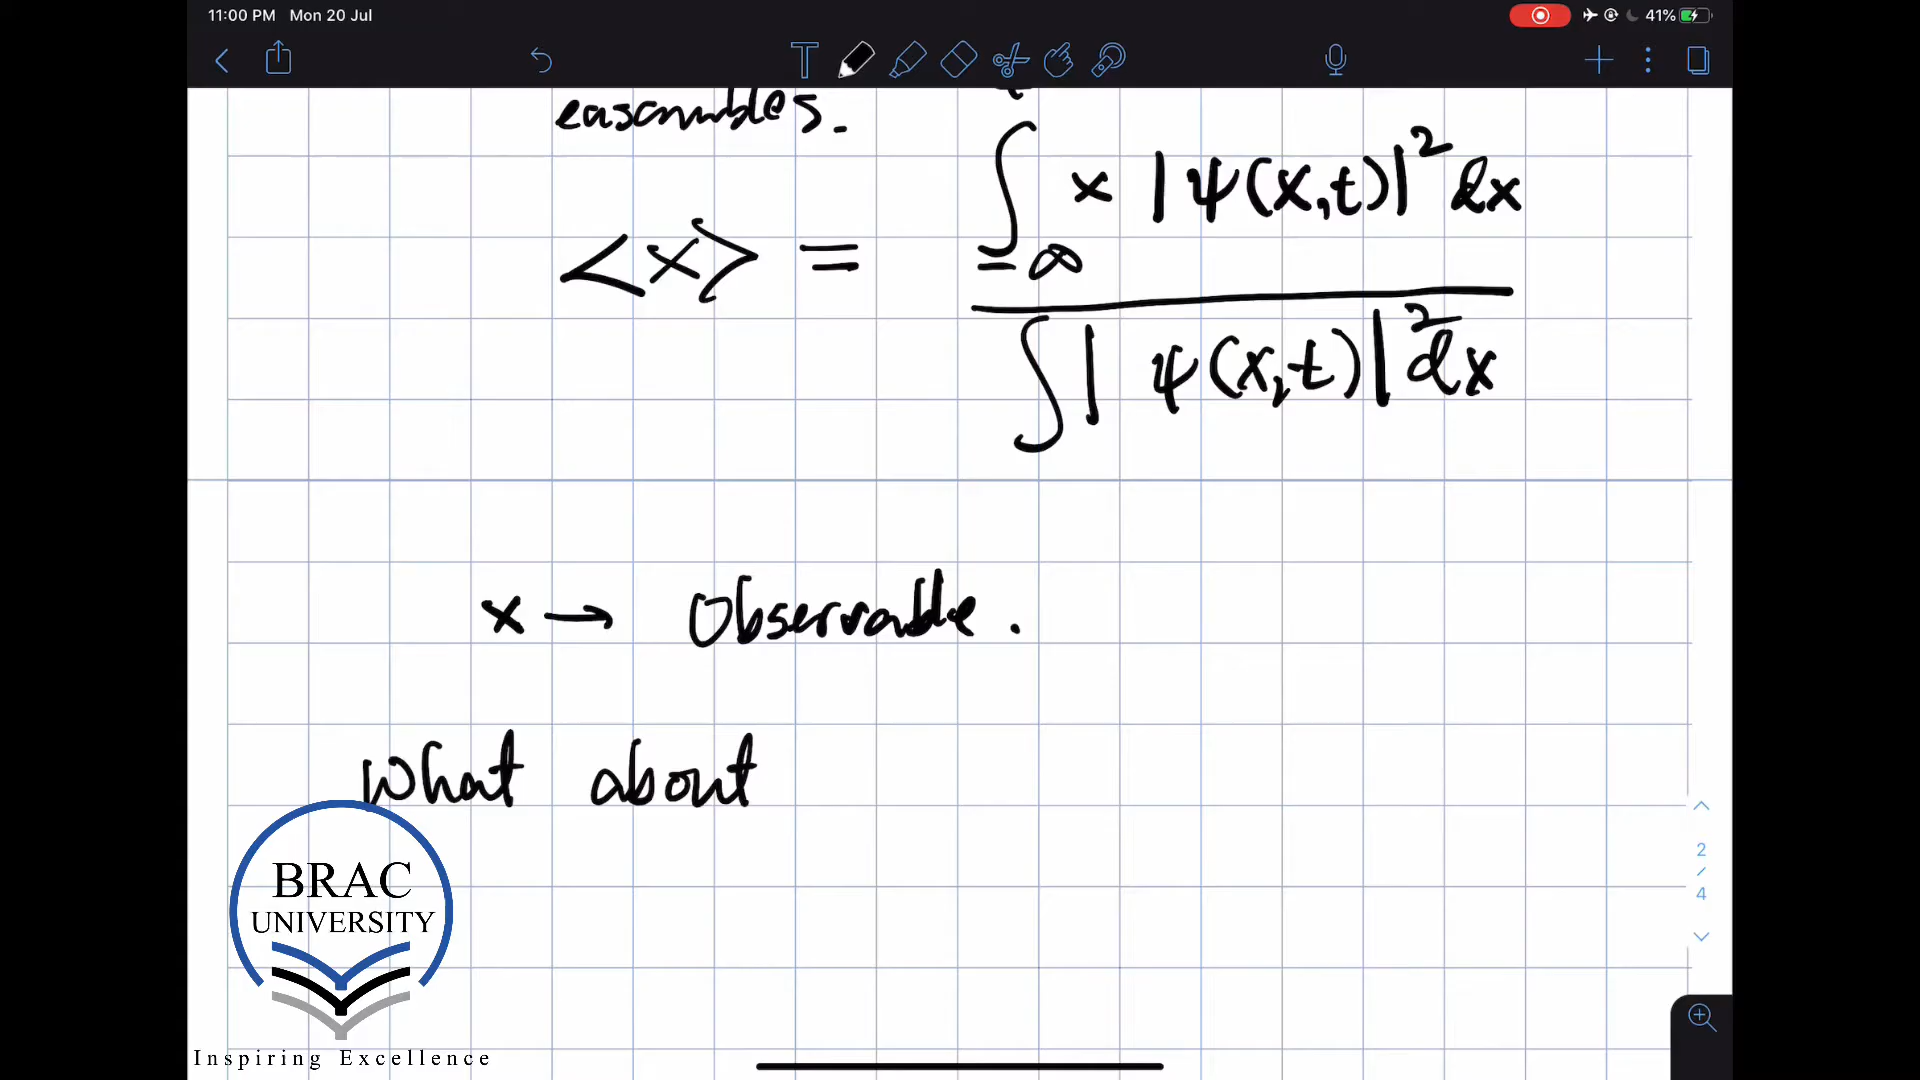 11:00 PM Mon 20 Jul 41%
T
easambles.
<x> = ∫ x |ψ(x,t)|² dx
= ∞
∫ | ψ(x,t)|² dx
x → Observable.
What about
2
/
4
BRAC
UNIVERSITY
Inspiring Excellence